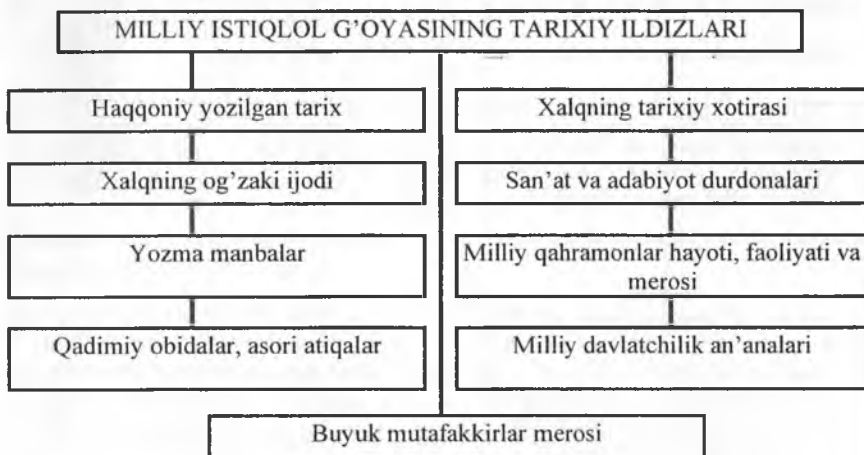 MILLIY ISTIQLOL G’OYASINING TARIXIY ILDIZLARI
Haqqoniy yozilgan tarix
Xalqning og’zaki ijodi
Yozma manbalar
Qadimiy obidalar, asori atiqalar
Xalqning tarixiy xotirasi
San’at va adabiyot durdonalari
Milliy qahramonlar hayoti, faoliyati va
merosi
Milliy davlatchilik an’analari
Buyuk mutafakkirlar merosi